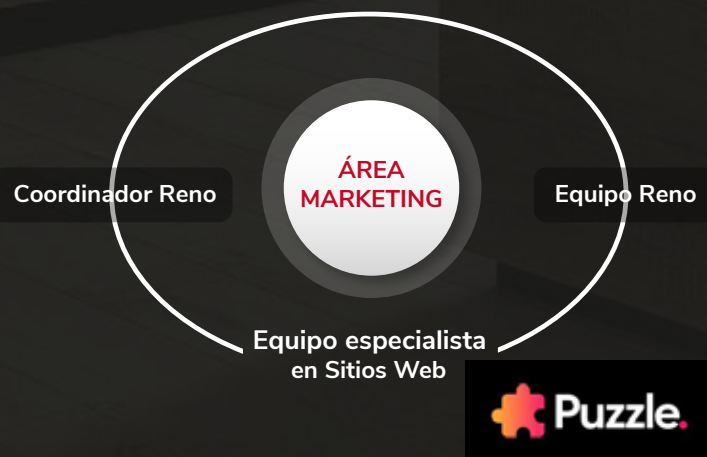 ÁREA
MARKETING
Coordinador Reno
Equipo Reno
Equipo especialista
en Sitios Web
Puzzle.